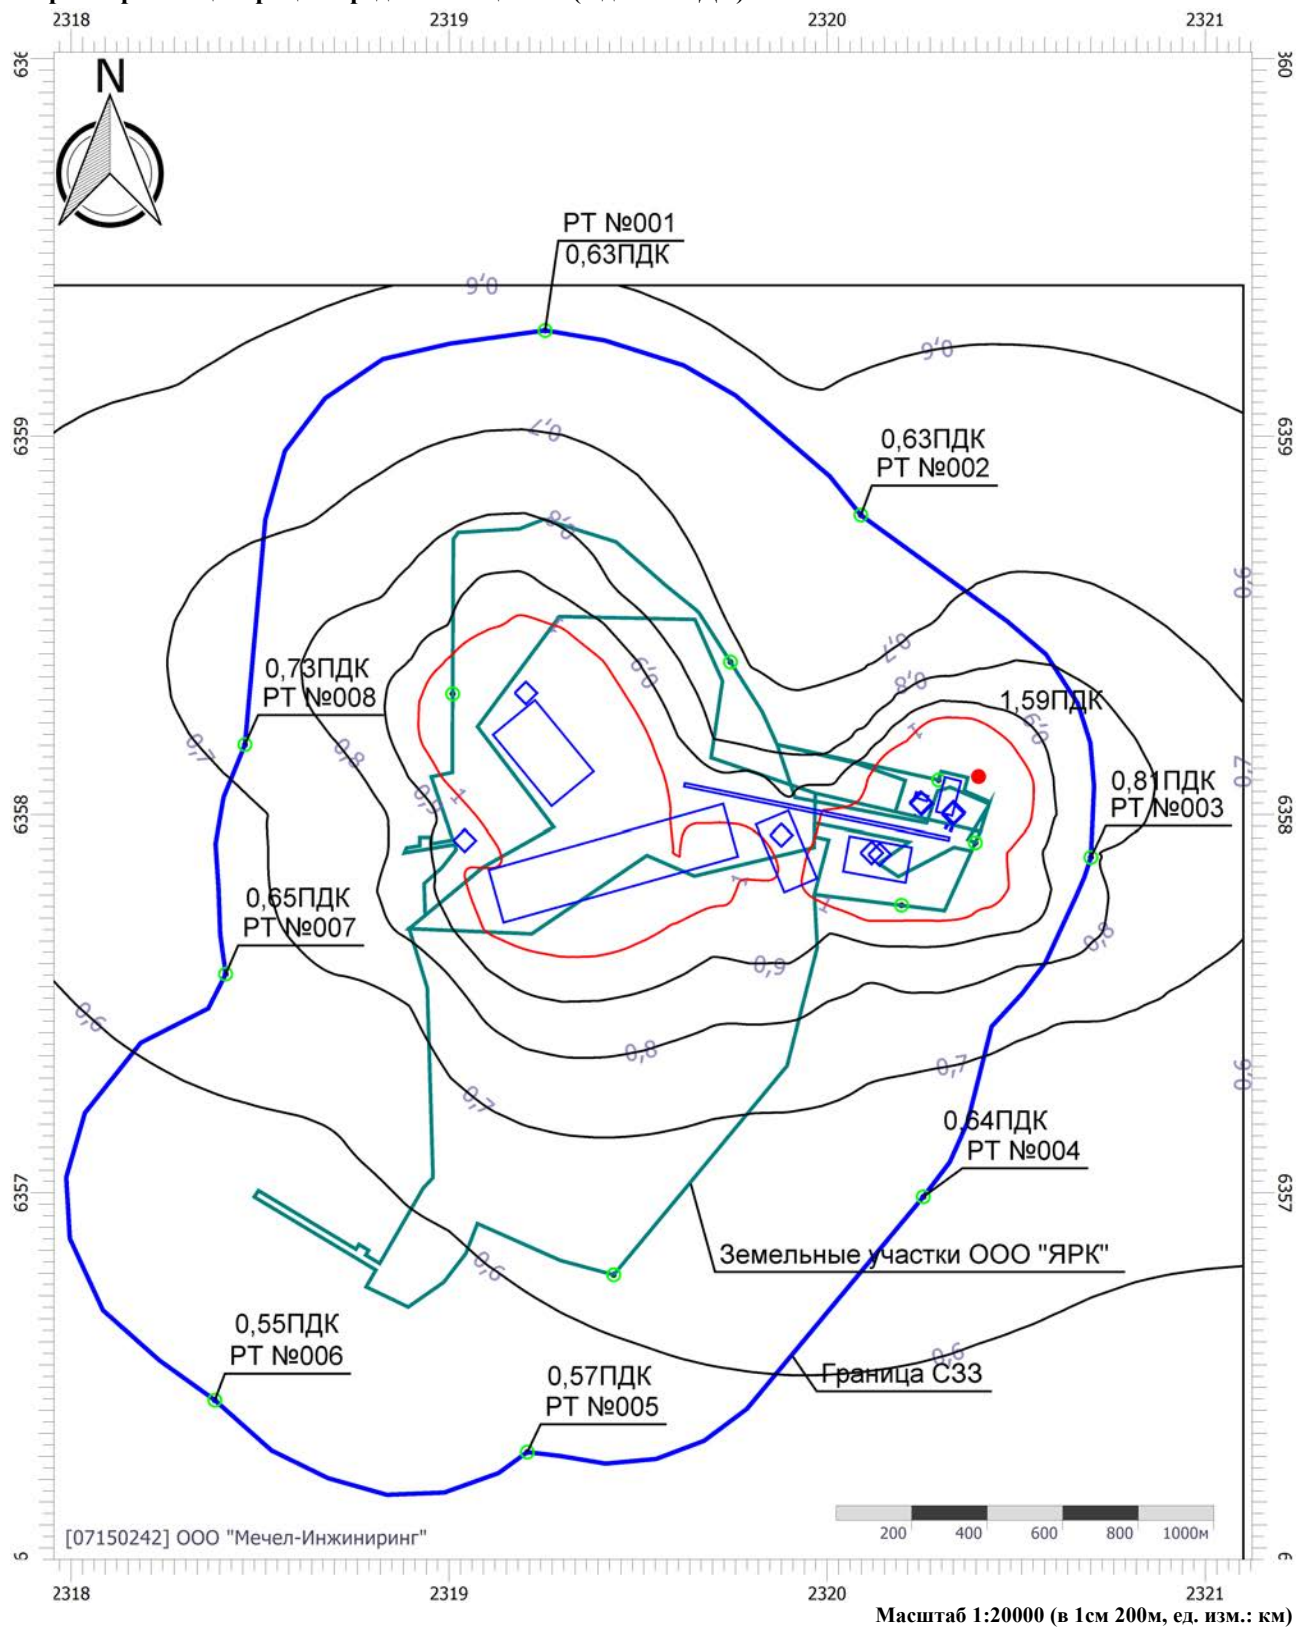 2318 2319 2320 2321
N
РТ №001
0,63ПДК
0,6
0,6
6359
0,7
0,63ПДК
РТ №002
6359
0,8
0,6
0,7
0,73ПДК
РТ №008
0,9
0,8
1,59ПДК
0,7
0,8
1
0,9
0,7
6358
0,9
1
0,81ПДК
РТ №003
6358
1
1
0,65ПДК
РТ №007
0,8
0,9
0,6
0,8
0,7
0,7
0,6
0,64ПДК
РТ №004
6357
6357
Земельные участки ООО "ЯРК"
0,6
0,55ПДК
РТ №006
0,6
Граница СЗЗ
0,57ПДК
РТ №005
200 400 600 800 1000м
[07150242] ООО "Мечел-Инжиниринг"
2318 2319 2320 2321
Масштаб 1:20000 (в 1см 200м, ед. изм.: км)